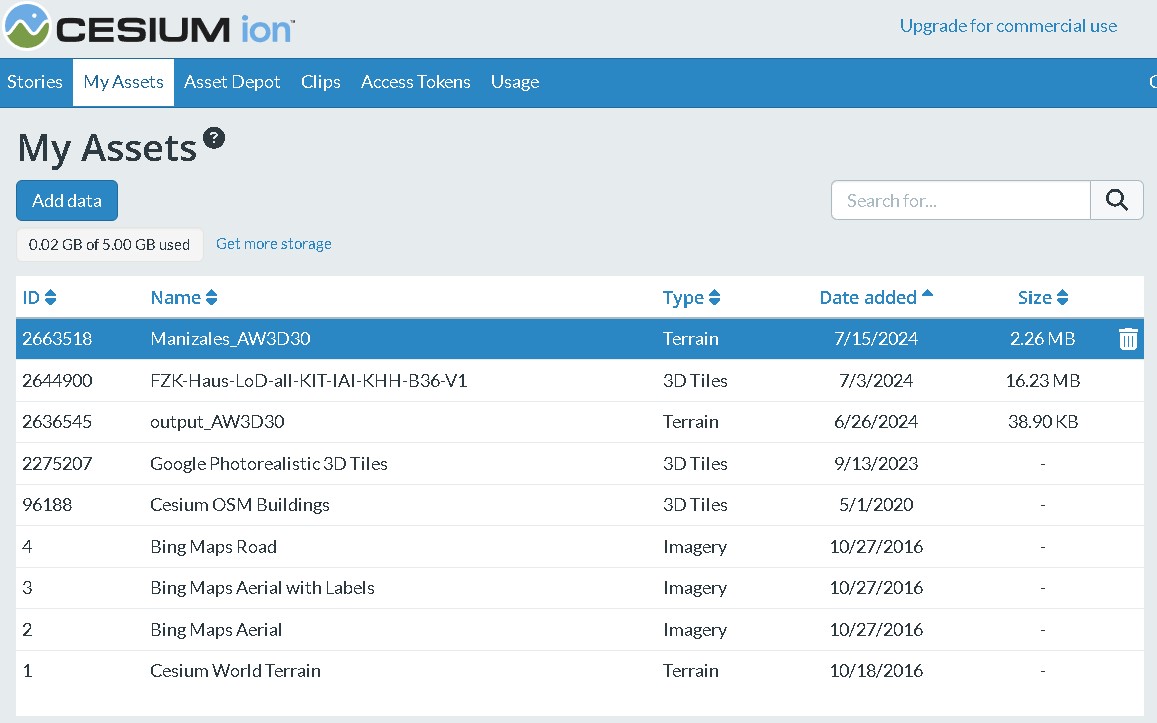 CESIUM ion™
Upgrade for commercial use
Stories My Assets Asset Depot Clips Access Tokens Usage
My Assets ?
Add data
Search for...
0.02 GB of 5.00 GB used Get more storage
ID Name Type Date added Size
2663518 Manizales_AW3D30 Terrain 7/15/2024 2.26 MB
2644900 FZK-Haus-LoD-all-KIT-IAI-KHH-B36-V1 3D Tiles 7/3/2024 16.23 MB
2636545 output_AW3D30 Terrain 6/26/2024 38.90 KB
2275207 Google Photorealistic 3D Tiles 3D Tiles 9/13/2023 -
96188 Cesium OSM Buildings 3D Tiles 5/1/2020 -
4 Bing Maps Road Imagery 10/27/2016 -
3 Bing Maps Aerial with Labels Imagery 10/27/2016 -
2 Bing Maps Aerial Imagery 10/27/2016 -
1 Cesium World Terrain Terrain 10/18/2016 -